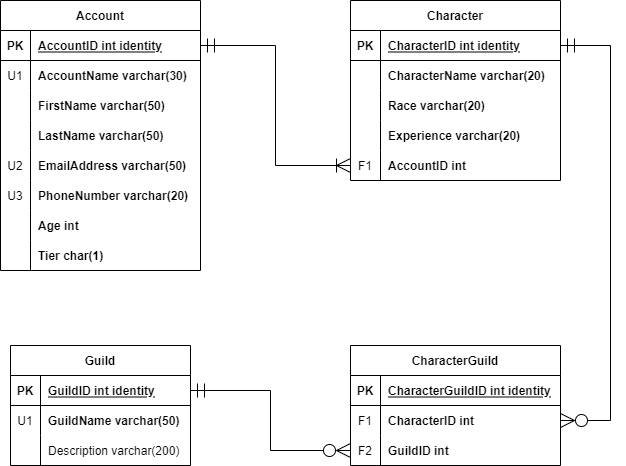 Account
PK AccountID int identity
U1 AccountName varchar(30)
FirstName varchar(50)
LastName varchar(50)
U2 EmailAddress varchar(50)
U3 PhoneNumber varchar(20)
Age int
Tier char(1)
Character
PK CharacterID int identity
CharacterName varchar(20)
Race varchar(20)
Experience varchar(20)
F1 AccountID int
Guild
PK GuildID int identity
U1 GuildName varchar(50)
Description varchar(200)
CharacterGuild
PK CharacterGuildID int identity
F1 CharacterID int
F2 GuildID int